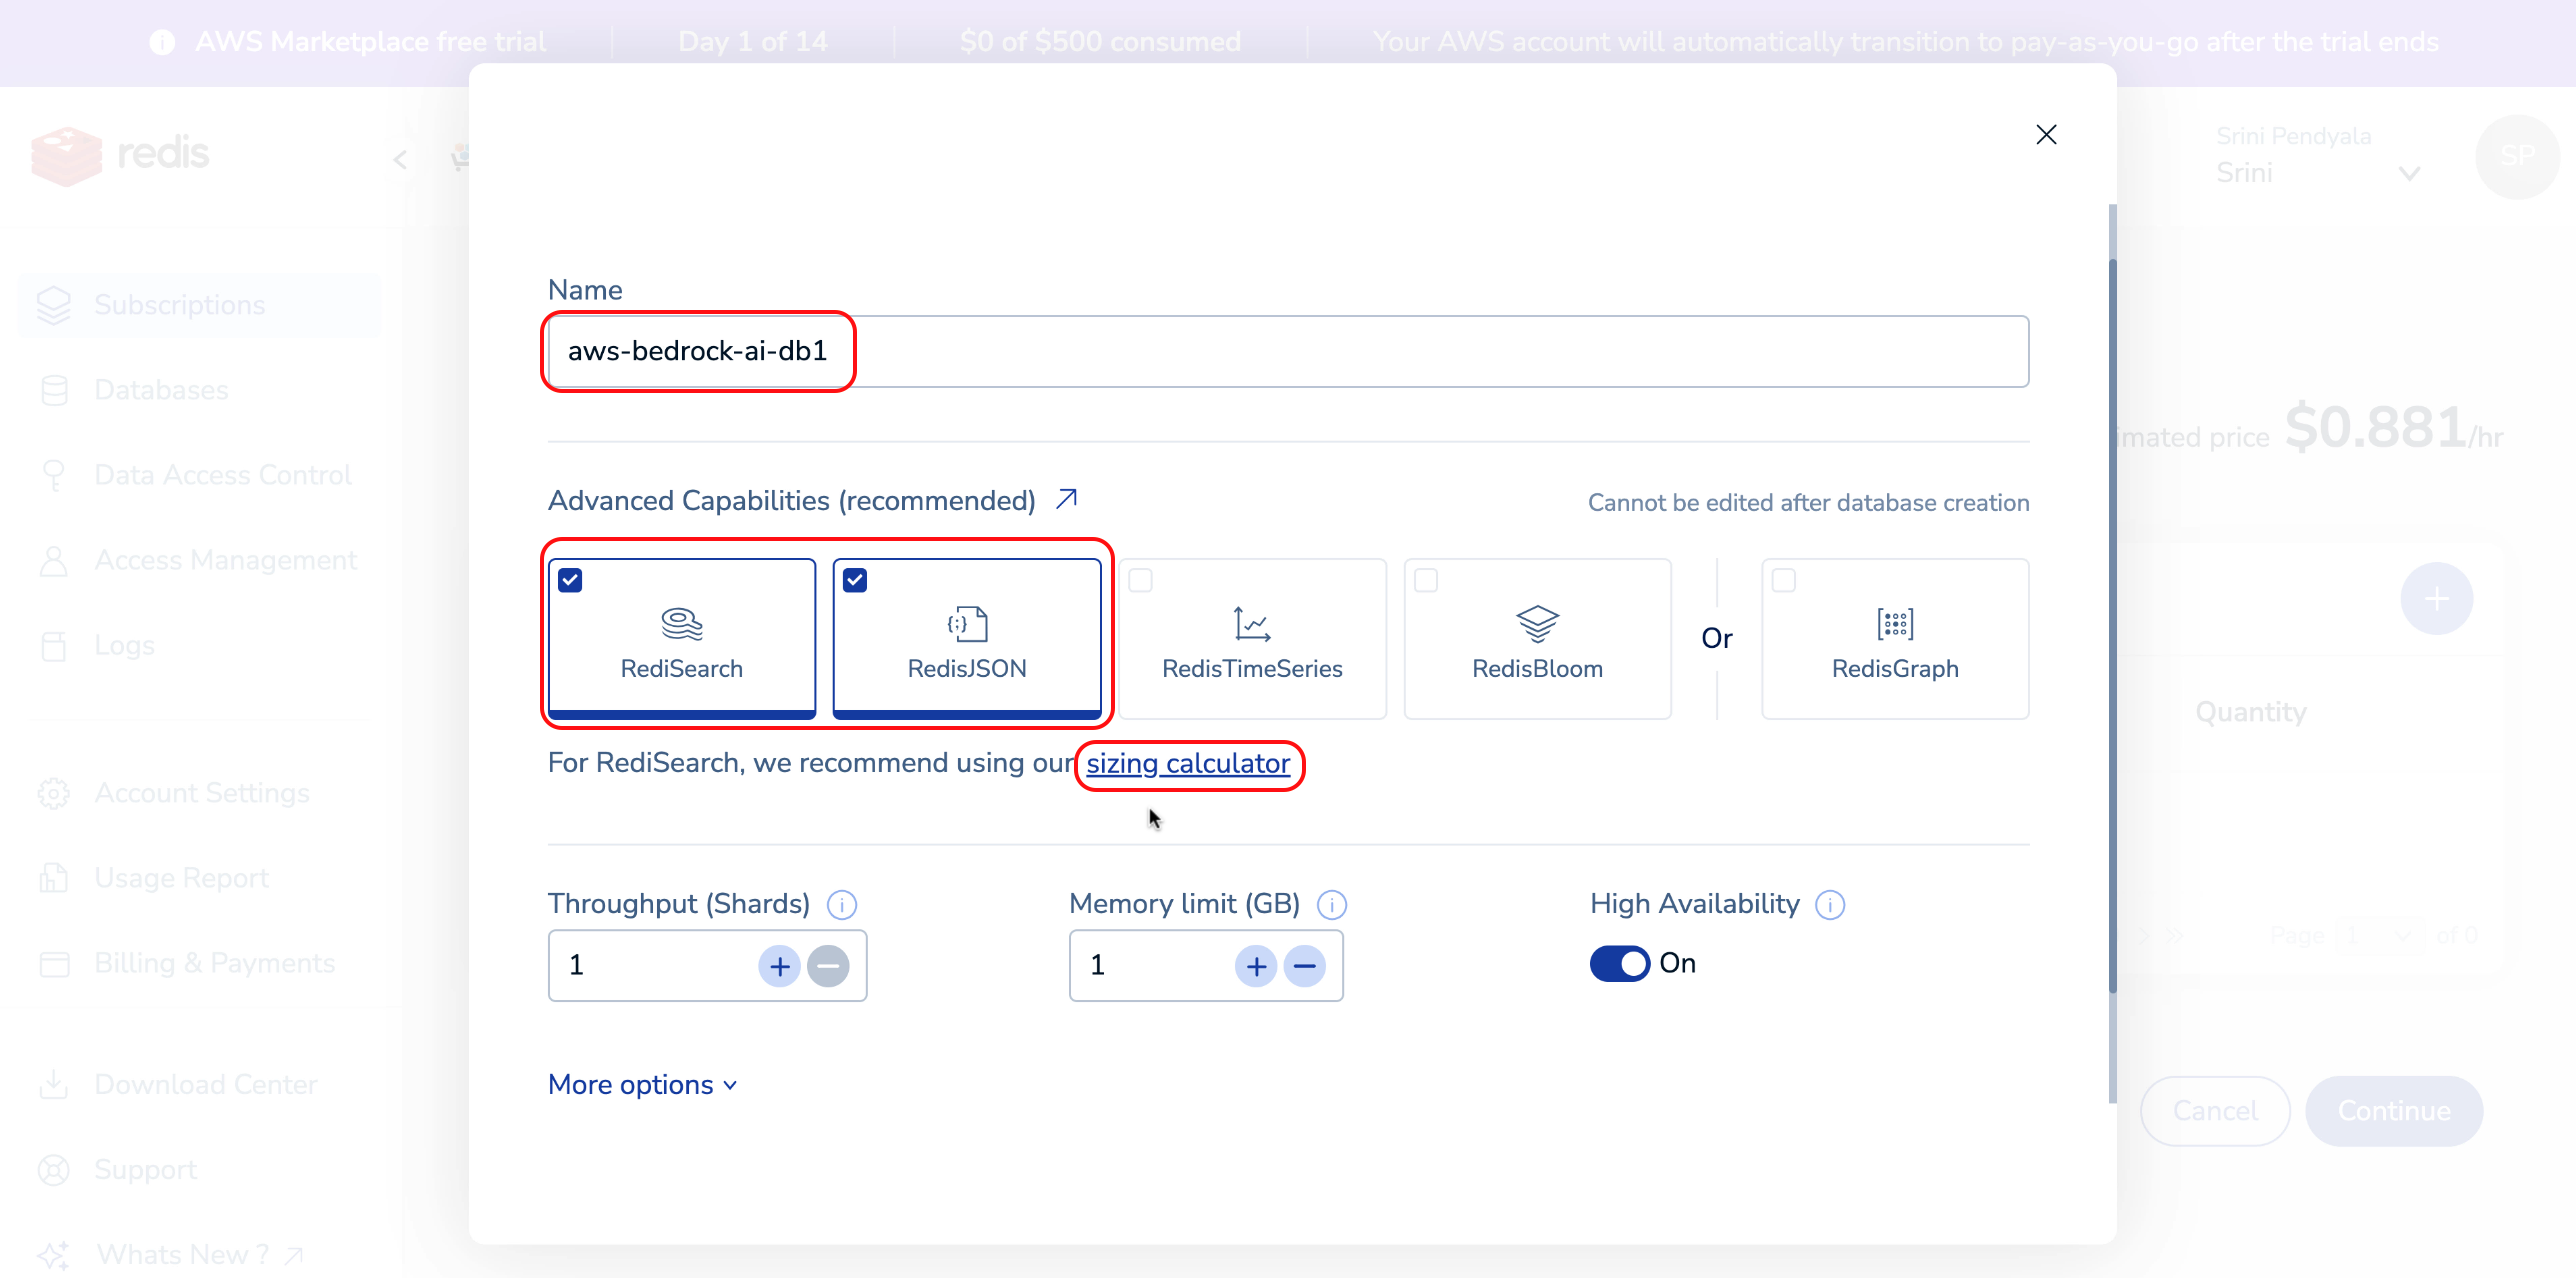 AWS Marketplace free trial
Day 1 of 14
$0 of $500 consumed
Your AWS account will automatically transition to pay-as-you-go after the trial ends
redis
Srini Pendyala
Srini
SP
Subscriptions
Databases
Data Access Control
Access Management
Logs
Account Settings
Usage Report
Billing & Payments
Download Center
Support
Whats New ?
Name
aws-bedrock-ai-db1
Advanced Capabilities (recommended)
Cannot be edited after database creation
RediSearch
RedisJSON
RedisTimeSeries
RedisBloom
Or
RedisGraph
For RediSearch, we recommend using our sizing calculator
Throughput (Shards)
1
Memory limit (GB)
1
High Availability
On
More options
imated price $0.881/hr
Quantity
Page 1 of 0
Cancel
Continue